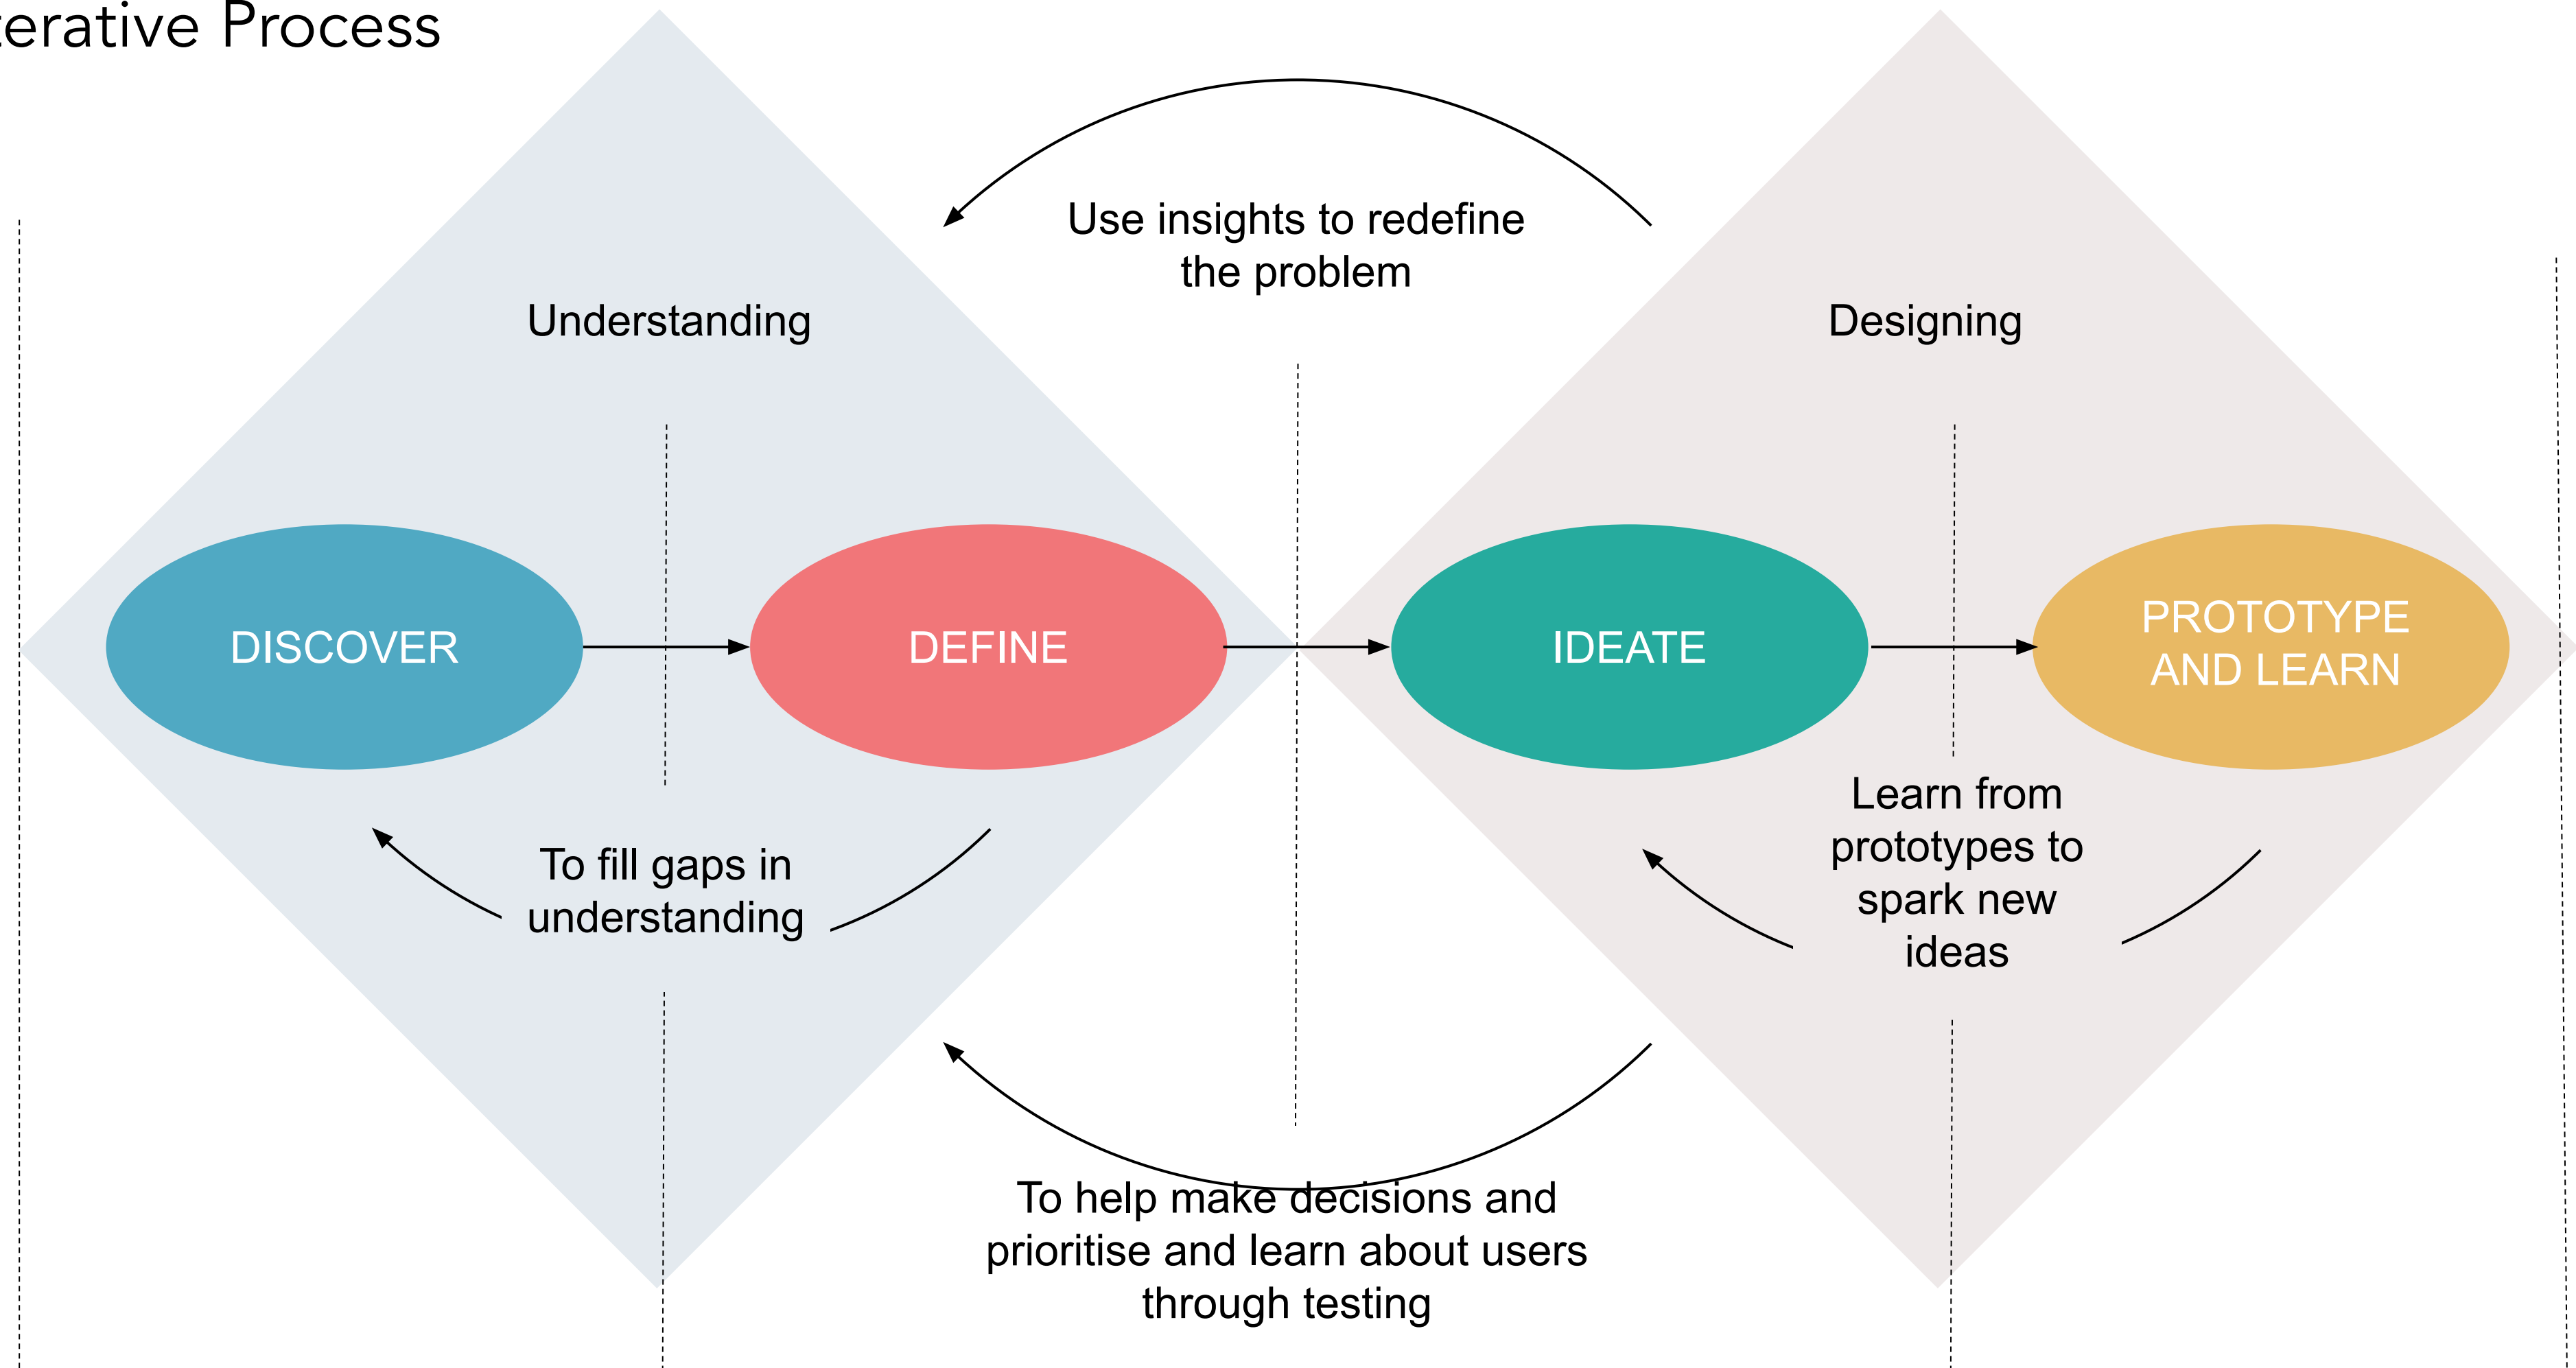 terative Process
Use insights to redefine
the problem
Understanding
Designing
DISCOVER
DEFINE
IDEATE
PROTOTYPE
AND LEARN
To fill gaps in
understanding
Learn from
prototypes to
spark new
ideas
To help make decisions and
prioritise and learn about users
through testing